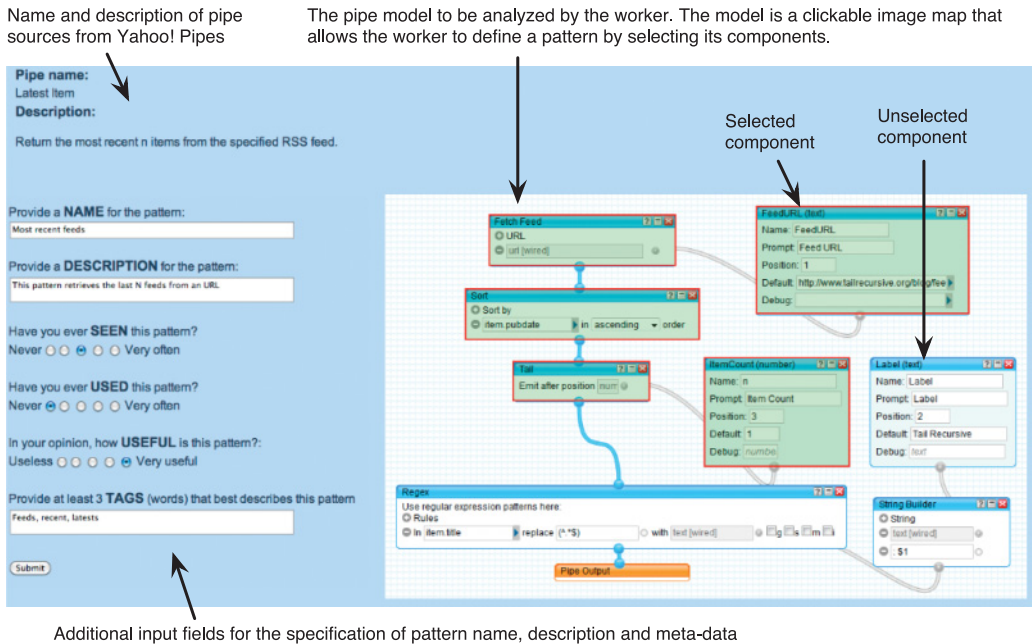 Name and description of pipe
sources from Yahoo! Pipes
The pipe model to be analyzed by the worker. The model is a clickable image map that
allows the worker to define a pattern by selecting its components.
Pipe name:
Latest Item
Description:
Return the most recent n items from the specified RSS feed.
Selected
component
Unselected
component
Provide a NAME for the pattern:
Most recent feeds
Provide a DESCRIPTION for the pattern:
This pattern retrieves the last N feeds from an URL
Have you ever SEEN this pattern?
Never Very often
Have you ever USED this pattern?
Never Very often
In your opinion, how USEFUL is this pattern?:
Useless Very useful
Provide at least 3 TAGS (words) that best describes this pattern
Feeds, recent, latests
Submit
Fetch Feed
URL
url [wired]
FeedURL (text)
Name: FeedURL
Prompt: Feed URL
Position: 1
Default: http://www.tailrecursive.org/blog/fee
Debug:
Sort
Sort by
item.pubdate in ascending order
Tail
Emit after position num
ItemCount (number)
Name: n
Prompt: Item Count
Position: 3
Default: 1
Debug: numbe
Label (text)
Name: Label
Prompt: Label
Position: 2
Default: Tail Recursive
Debug: text
Regex
Use regular expression patterns here:
Rules
In item.title replace (^.*$) with text [wired] g s m i
String Builder
String
text [wired]
: $1
Pipe Output
Additional input fields for the specification of pattern name, description and meta-data